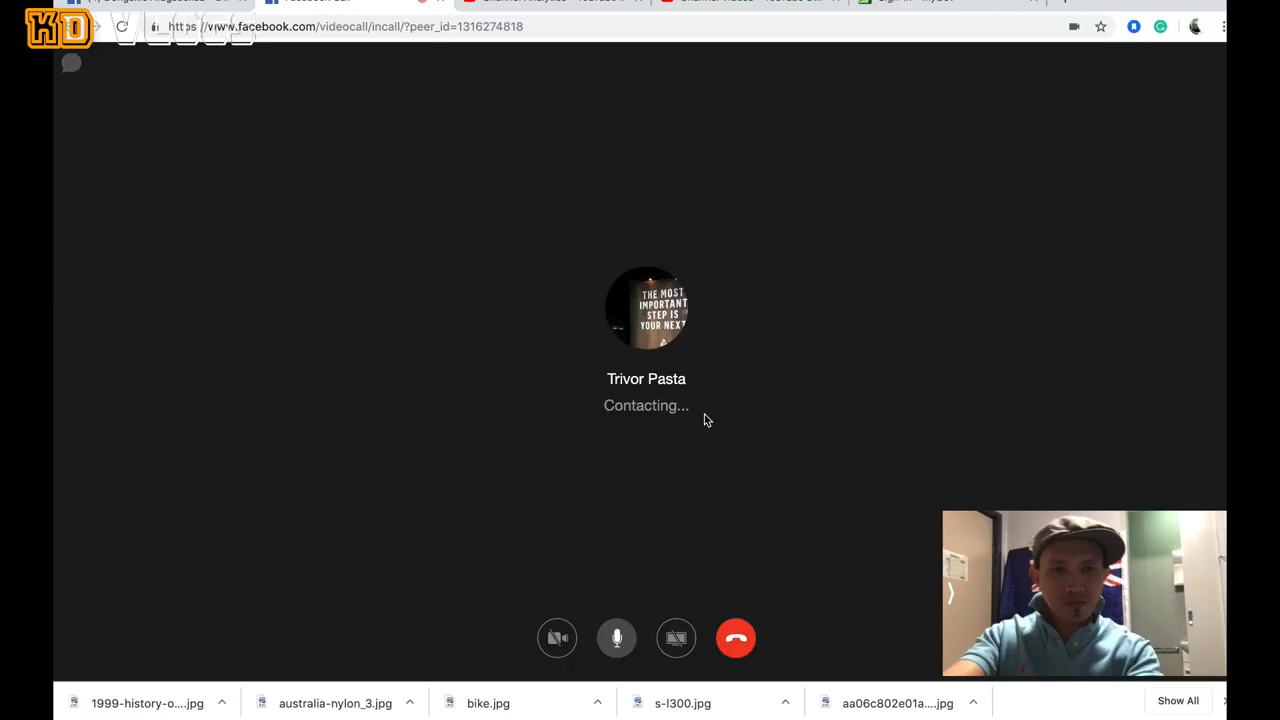 KD
https://www.facebook.com/videocall/incall/?peer_id=1316274818
THE MOST
IMPORTANT
STEP IS
YOUR NEXT
Trivor Pasta
Contacting...
1999-history-o....jpg
australia-nylon_3.jpg
bike.jpg
s-l300.jpg
aa06c802e01a....jpg
Show All